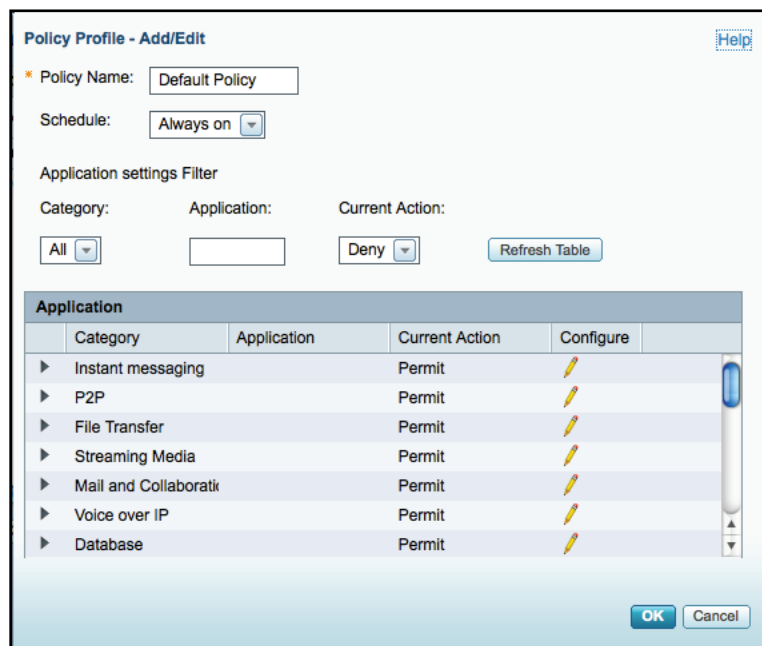 Policy Profile - Add/Edit
Help
* Policy Name: Default Policy
Schedule: Always on
Application settings Filter
Category: Application: Current Action:
All Deny Refresh Table
Application
Category Application Current Action Configure
Instant messaging Permit
P2P Permit
File Transfer Permit
Streaming Media Permit
Mail and Collaboratic Permit
Voice over IP Permit
Database Permit
OK Cancel